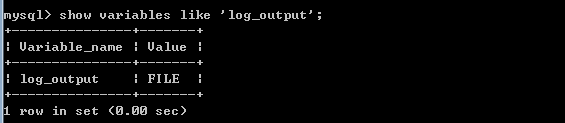 mysql> show variables like 'log_output';
+---------------+-------+
| Variable_name | Value |
+---------------+-------+
| log_output    | FILE  |
+---------------+-------+
1 row in set (0.00 sec)